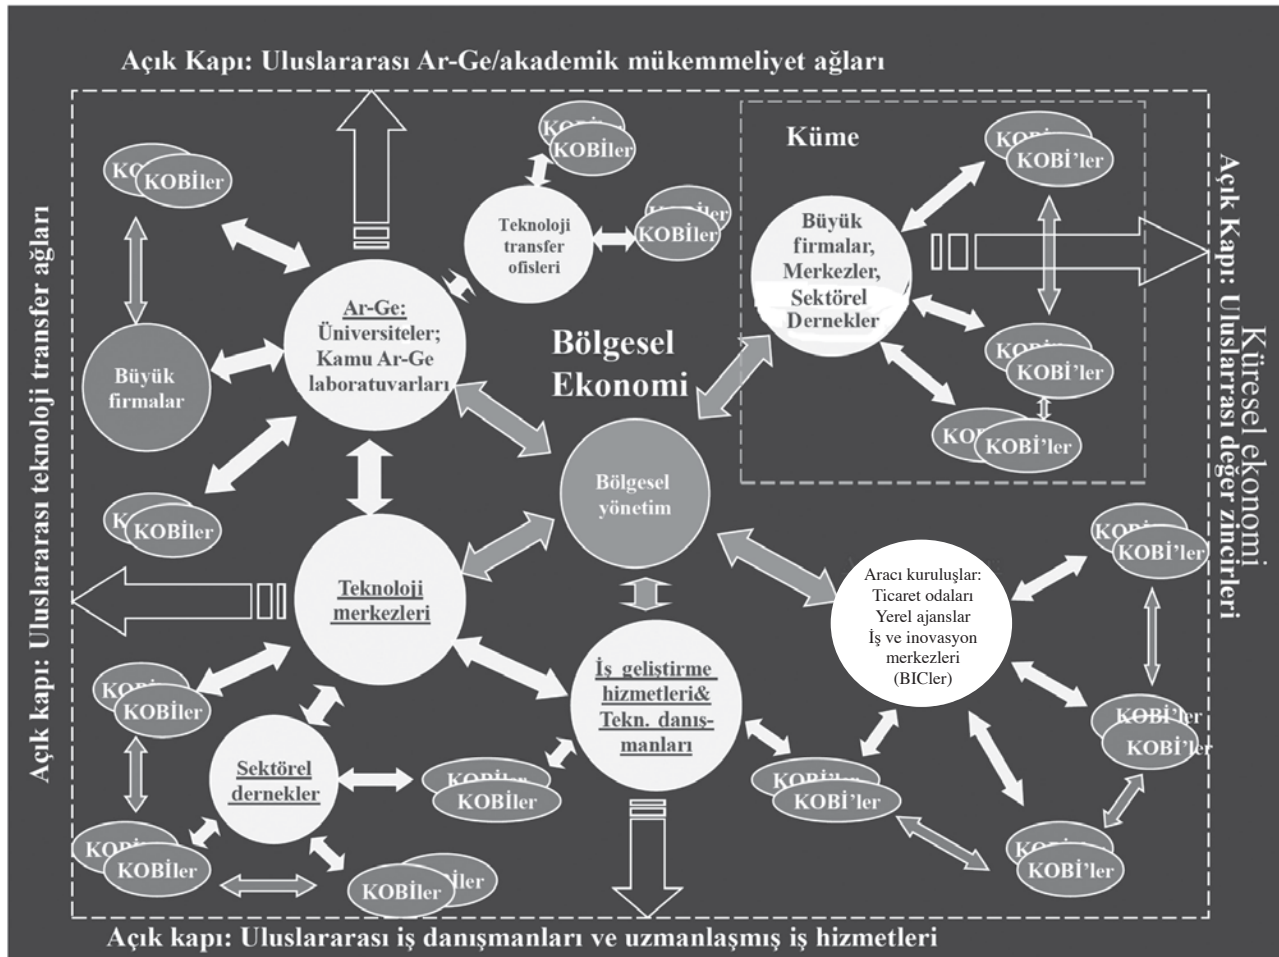 Açık Kapı: Uluslararası Ar-Ge/akademik mükemmeliyet ağları
Açık kapı: Uluslararası teknoloji transfer ağları
KOBİler
KOBİler
KOBİler
Teknoloji
transfer
ofisleri
Ar-Ge:
Üniversiteler;
Kamu Ar-Ge
laboratuvarları
Büyük
firmalar
KOBİler
Bölgesel
Ekonomi
Küme
Büyük
firmalar,
Merkezler,
Sektörel
Dernekler
KOBİ'ler
KOBİ'ler
KOBİ'ler
Açık Kapı: Uluslarrası değer zincirleri
Küresel ekonomi
Bölgesel
yönetim
Teknoloji
merkezleri
Aracı kuruluşlar:
Ticaret odaları
Yerel ajanslar
İş ve inovasyon
merkezleri
(BICler)
KOBİ'ler
KOBİ'ler
KOBİ'ler
KOBİ'ler
KOBİ'ler
İş geliştirme
hizmetleri&
Tekn. danış-
manları
KOBİler
Sektörel
dernekler
KOBİler
KOBİler
KOBİler
KOBİler
Açık kapı: Uluslararası iş danışmanları ve uzmanlaşmış iş hizmetleri